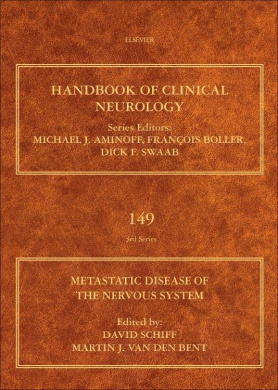 ELSEVIER
HANDBOOK OF CLINICAL
NEUROLOGY
Series Editors:
MICHAEL J. AMINOFF, FRANÇOIS BOLLER,
DICK F. SWAAB
149
3rd Series
METASTATIC DISEASE OF
THE NERVOUS SYSTEM
Edited by:
DAVID SCHIFF
MARTIN J. VAN DEN BENT